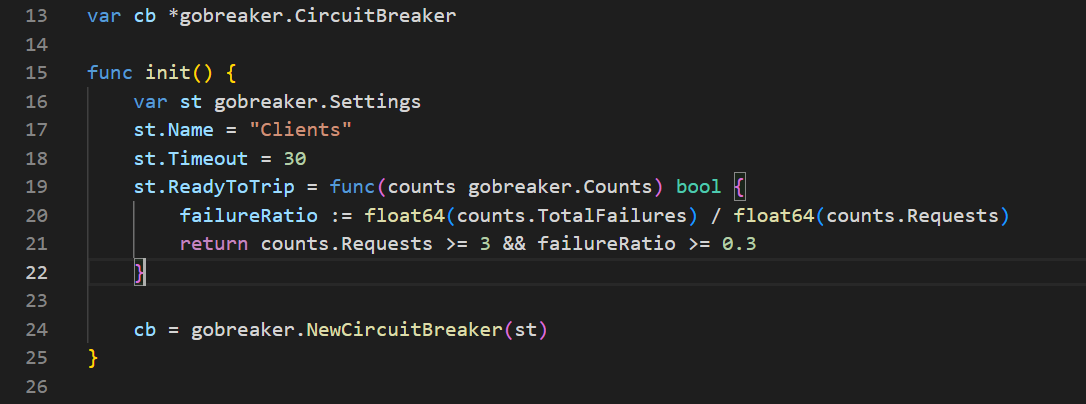 13 var cb *gobreaker.CircuitBreaker
14
15 func init() {
16 var st gobreaker.Settings
17 st.Name = "Clients"
18 st.Timeout = 30
19 st.ReadyToTrip = func(counts gobreaker.Counts) bool {
20 failureRatio := float64(counts.TotalFailures) / float64(counts.Requests)
21 return counts.Requests >= 3 && failureRatio >= 0.3
22 }
23
24 cb = gobreaker.NewCircuitBreaker(st)
25 }
26